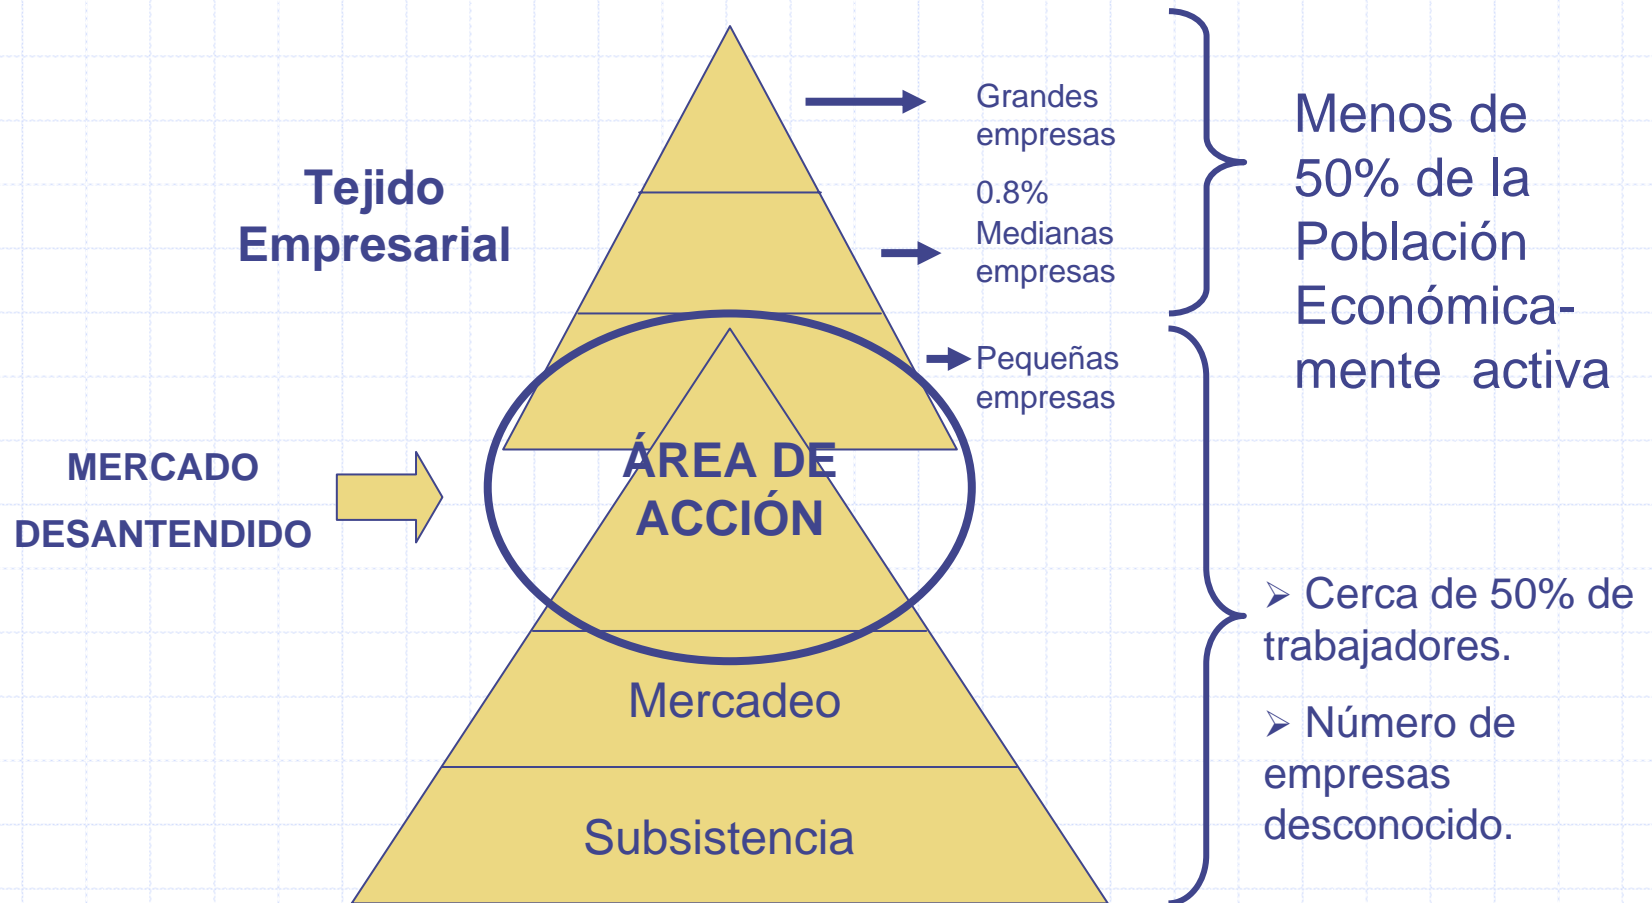 Tejido
Empresarial
MERCADO
DESANTENDIDO
ÁREA DE
ACCIÓN
Mercadeo
Subsistencia
Grandes
empresas
0.8%
Medianas
empresas
Pequeñas
empresas
Menos de
50% de la
Población
Económica-
mente activa
➢ Cerca de 50% de
trabajadores.
➢ Número de
empresas
desconocido.